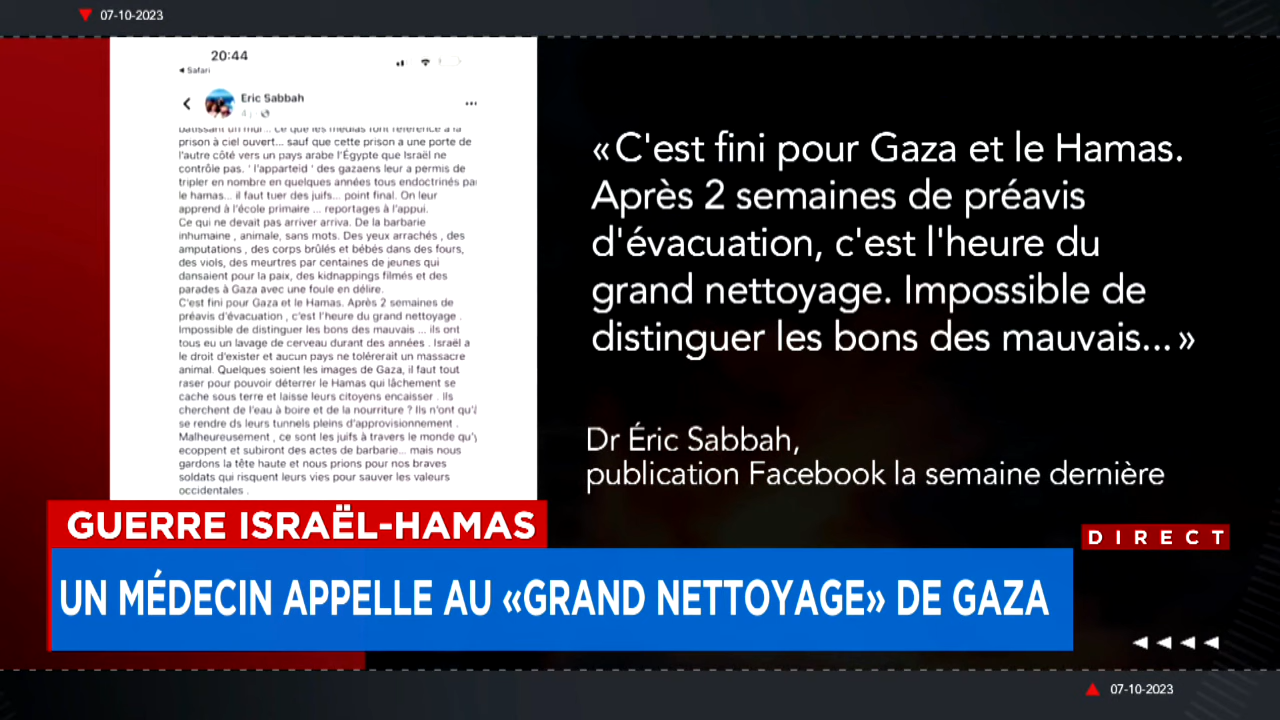 07-10-2023
20:44
Safari
Eric Sabbah
prison à ciel ouvert... sauf que cette prison a une porte de
l'autre côté vers un pays arabe l'Égypte que Israël ne
contrôle pas. ' l'apparteid ' des gazaens leur a permis de
tripler en nombre en quelques années tous endoctrinés par
le hamas... il faut tuer des juifs... point final. On leur
apprend à l'école primaire ... reportages à l'appui.
Ce qui ne devait pas arriver arriva. De la barbarie
inhumaine , animale, sans mots. Des yeux arrachés , des
amputations , des corps brûlés et bébés dans des fours,
des viols, des meurtres par centaines de jeunes qui
dansaient pour la paix, des kidnappings filmés et des
parades à Gaza avec une foule en délire.
C'est fini pour Gaza et le Hamas. Après 2 semaines de
préavis d'évacuation , c'est l'heure du grand nettoyage .
Impossible de distinguer les bons des mauvais ... ils ont
tous eu un lavage de cerveau durant des années . Israël a
le droit d'exister et aucun pays ne tolèrerait un massacre
animal. Quelques soient les images de Gaza, il faut tout
raser pour pouvoir déterrer le Hamas qui lâchement se
cache sous terre et laisse leurs citoyens encaisser . Ils
cherchent de l'eau à boire et de la nourriture ? Ils n'ont qu'à
se rendre ds leurs tunnels pleins d'approvisionnement .
Malheureusement , ce sont les juifs à travers le monde qu'y
ecoppent et subiront des actes de barbarie... mais nous
gardons la tête haute et nous prions pour nos braves
soldats qui risquent leurs vies pour sauver les valeurs
occidentales .
«C'est fini pour Gaza et le Hamas.
Après 2 semaines de préavis
d'évacuation, c'est l'heure du
grand nettoyage. Impossible de
distinguer les bons des mauvais...»
Dr Éric Sabbah,
publication Facebook la semaine dernière
GUERRE ISRAËL-HAMAS
DIRECT
UN MÉDECIN APPELLE AU «GRAND NETTOYAGE» DE GAZA
07-10-2023